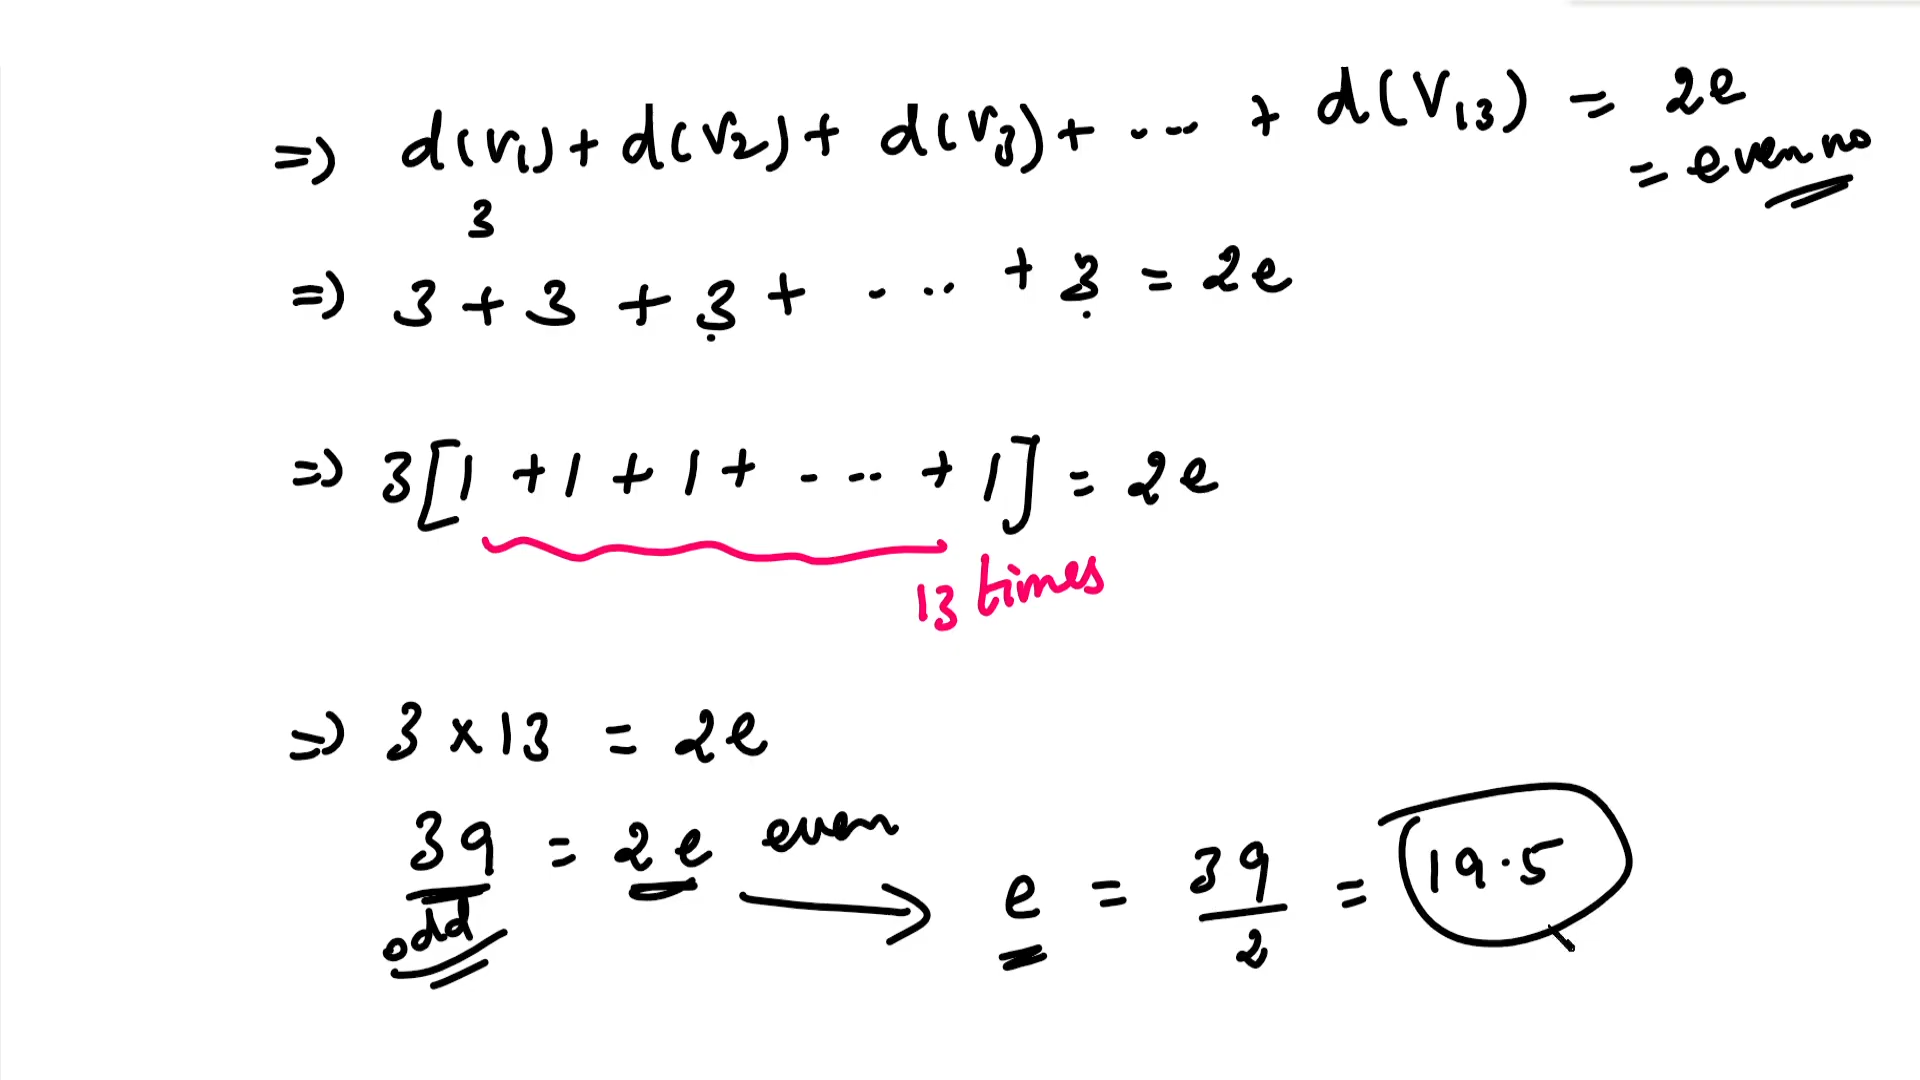 => d(v₁) + d(v₂) + d(v₃) + ..... + d(V₁₃) = 2e
= even no
3
=> 3 + 3 + 3 + .... + 3 = 2e
=> 3[1 + 1 + 1 + .... + 1] = 2e
13 times
=> 3 x 13 = 2e
39 = 2e even → e = 39/2 = 19.5
odd